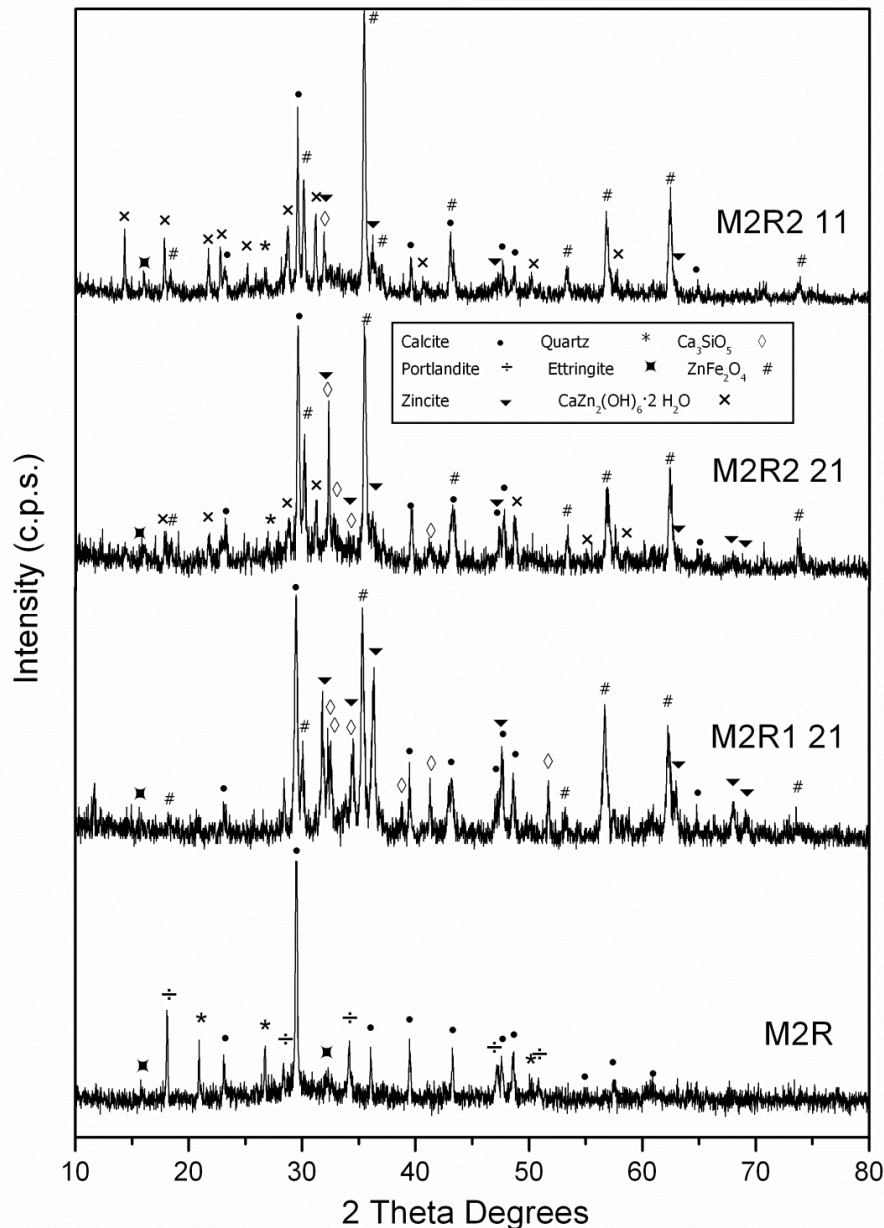 M2R2 11
Calcite • Quartz * Ca₃SiO₅ ◊
Portlandite ÷ Ettringite ✖ ZnFe₂O₄ #
Zincite ▼ CaZn₂(OH)₆·2 H₂O ×
M2R2 21
M2R1 21
M2R
Intensity (c.p.s.)
10 20 30 40 50 60 70 80
2 Theta Degrees